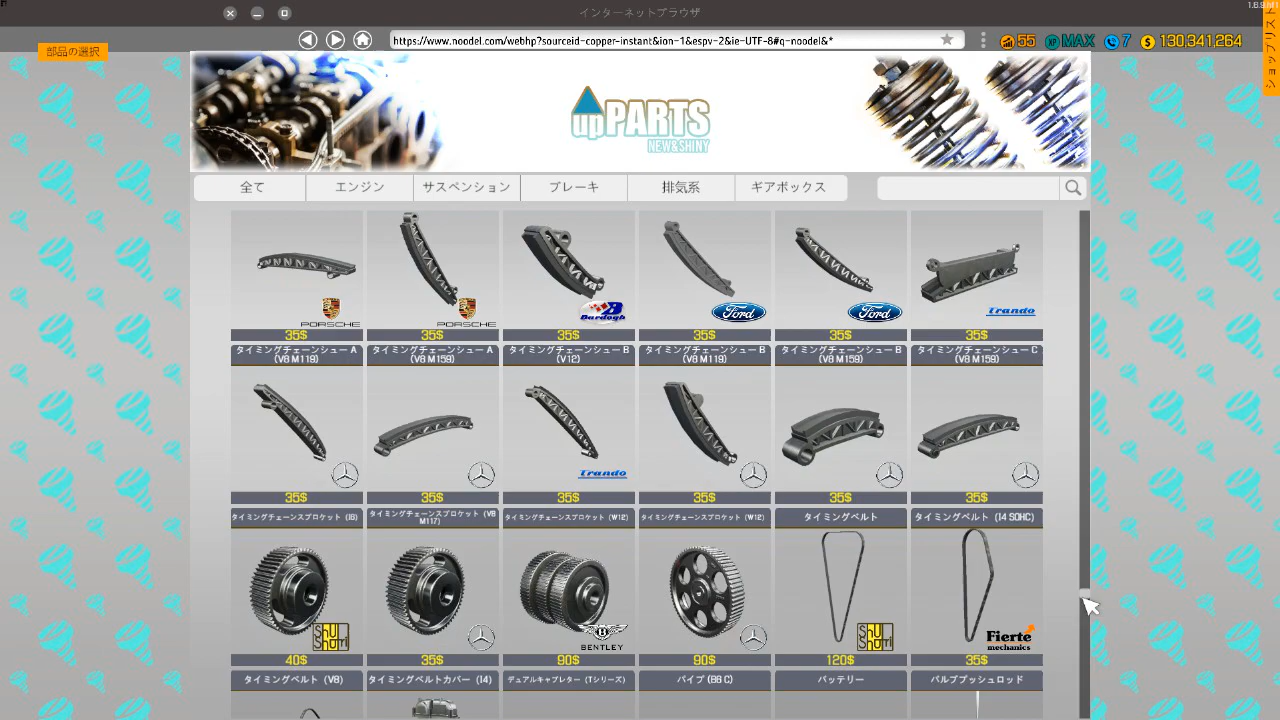 インターネットブラウザ
1.6.9.hf1
部品の選択
https://www.noodel.com/webhp?sourceid-copper-instant&ion-1&espv-2&ie-UTF-8#q-noodel&*
55
XP MAX
7
$ 130,341,264
ショップリスト
upPARTS
NEW&SHINY
全て
エンジン
サスペンション
ブレーキ
排気系
ギアボックス
PORSCHE
PORSCHE
Bardogh
Ford
Ford
Trando
35$
35$
35$
35$
35$
35$
タイミングチェーンシュー A
(V8 M119)
タイミングチェーンシュー A
(V8 M159)
タイミングチェーンシュー B
(V12)
タイミングチェーンシュー B
(V8 M119)
タイミングチェーンシュー B
(V8 M159)
タイミングチェーンシュー C
(V8 M159)
Trando
35$
35$
35$
35$
35$
35$
タイミングチェーンスプロケット (I6)
タイミングチェーンスプロケット (V8
M117)
タイミングチェーンスプロケット (W12)
タイミングチェーンスプロケット (W12)
タイミングベルト
タイミングベルト (I4 SOHC)
BENTLEY
Fierte
mechanics
40$
35$
90$
90$
120$
35$
タイミングベルト (V8)
タイミングベルトカバー (I4)
デュアルキャブレター (Tシリーズ)
パイプ (B6 C)
バッテリー
バルブプッシュロッド